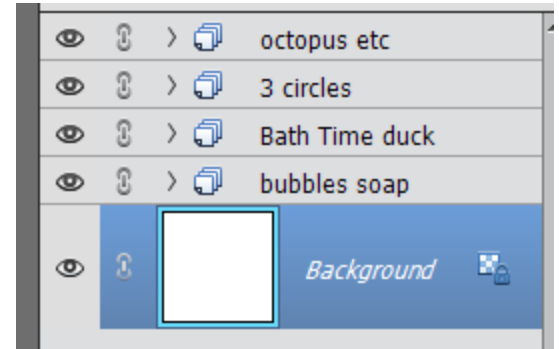 octopus etc
3 circles
Bath Time duck
bubbles soap
Background